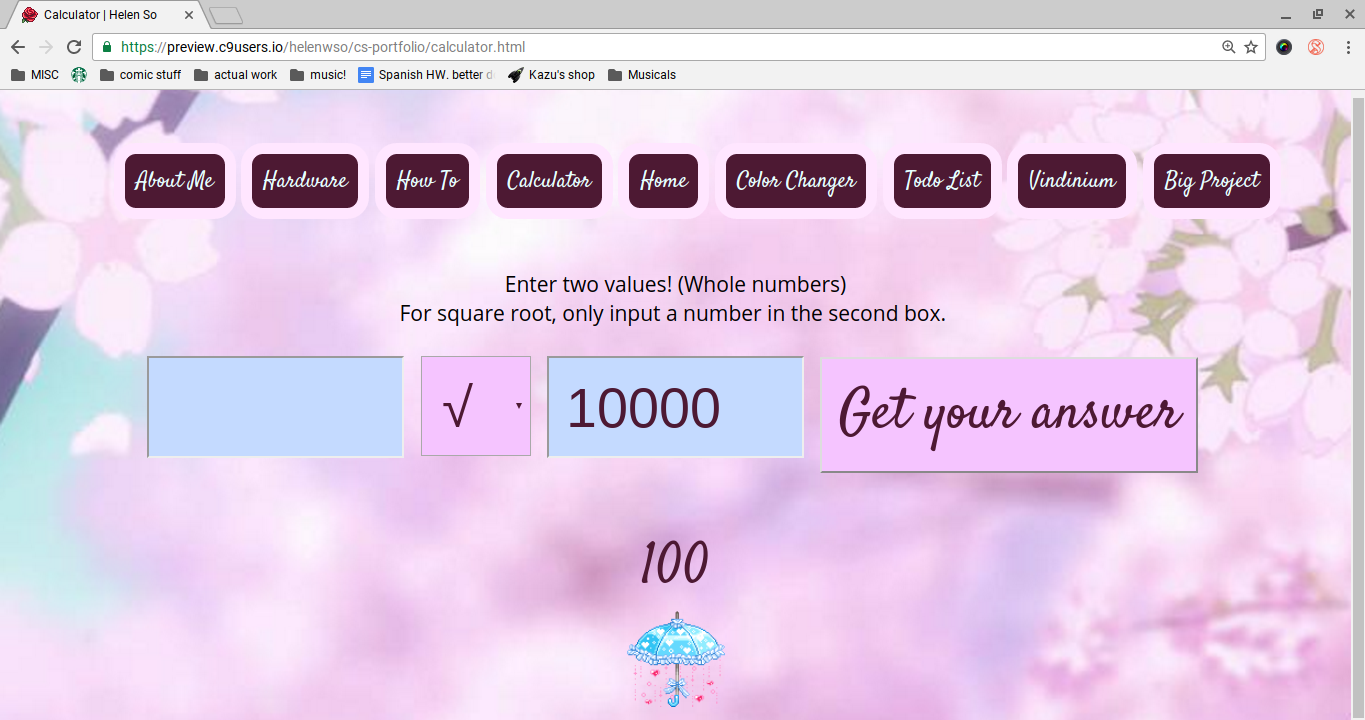 Calculator | Helen So
https://preview.c9users.io/helenwso/cs-portfolio/calculator.html
MISC comic stuff actual work music! Spanish HW. better Kazu's shop Musicals
About Me Hardware How To Calculator Home Color Changer Todo List Vindinium Big Project
Enter two values! (Whole numbers)
For square root, only input a number in the second box.
√ 10000 Get your answer
100